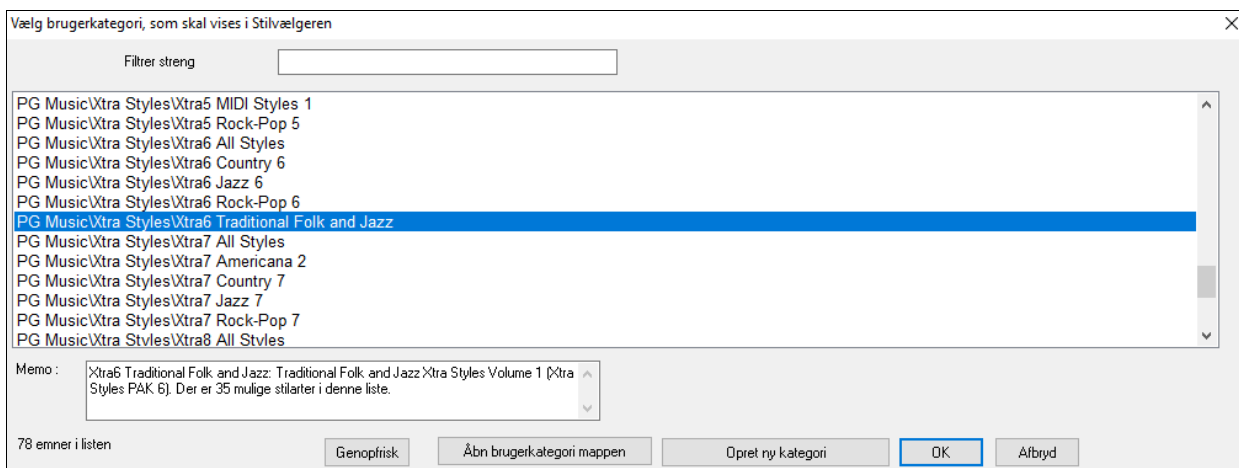 Vælg brugerkategori, som skal vises i Stilvælgeren
Filtrer streng
PG Music\Xtra Styles\Xtra5 MIDI Styles 1
PG Music\Xtra Styles\Xtra5 Rock-Pop 5
PG Music\Xtra Styles\Xtra6 All Styles
PG Music\Xtra Styles\Xtra6 Country 6
PG Music\Xtra Styles\Xtra6 Jazz 6
PG Music\Xtra Styles\Xtra6 Rock-Pop 6
PG Music\Xtra Styles\Xtra6 Traditional Folk and Jazz
PG Music\Xtra Styles\Xtra7 All Styles
PG Music\Xtra Styles\Xtra7 Americana 2
PG Music\Xtra Styles\Xtra7 Country 7
PG Music\Xtra Styles\Xtra7 Jazz 7
PG Music\Xtra Styles\Xtra7 Rock-Pop 7
PG Music\Xtra Styles\Xtra8 All Styles
Memo :
Xtra6 Traditional Folk and Jazz: Traditional Folk and Jazz Xtra Styles Volume 1 (Xtra
Styles PAK 6). Der er 35 mulige stilarter i denne liste.
78 emner i listen
Genopfrisk
Åbn brugerkategori mappen
Opret ny kategori
OK
Afbryd